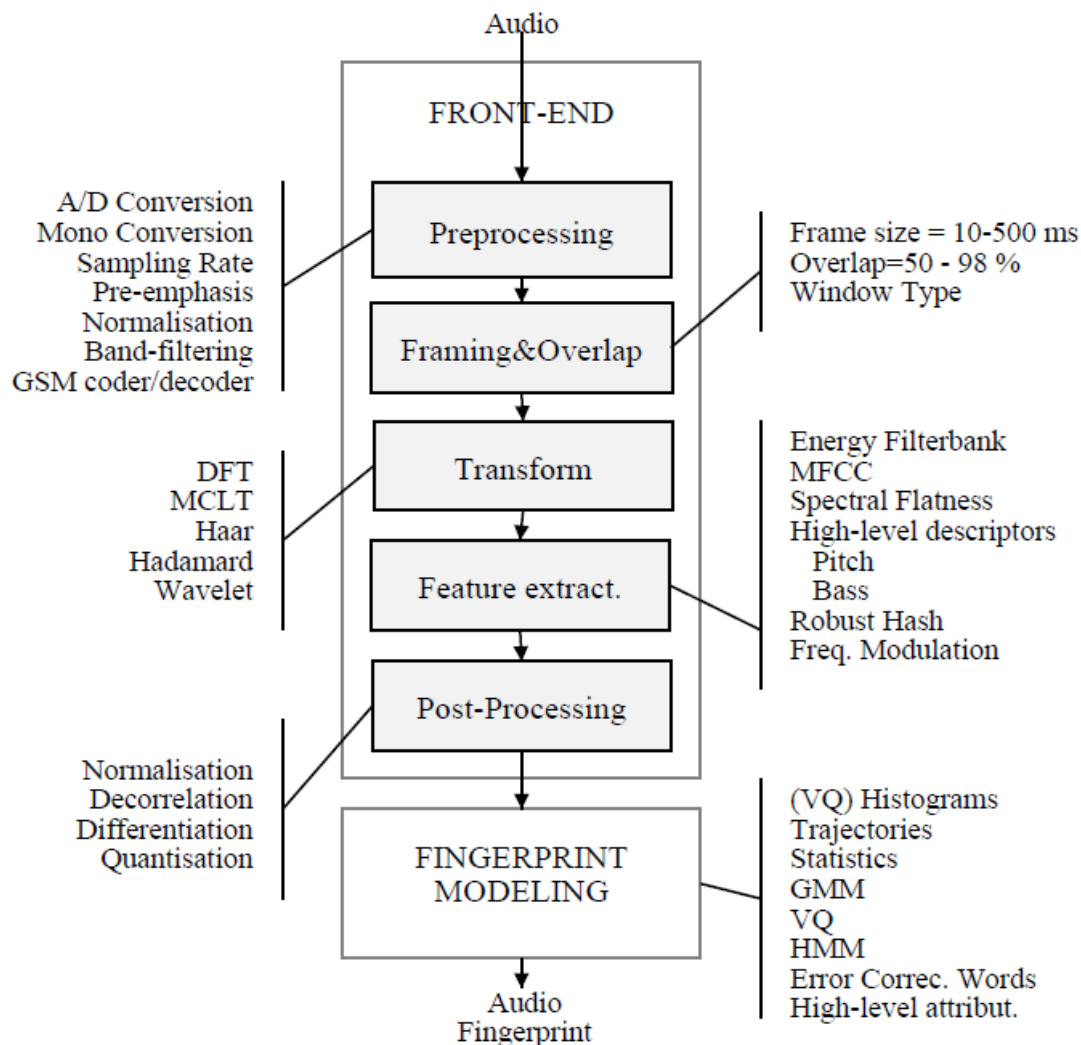 Audio
FRONT-END
A/D Conversion
Mono Conversion
Sampling Rate
Pre-emphasis
Normalisation
Band-filtering
GSM coder/decoder
Preprocessing
Frame size = 10-500 ms
Overlap=50 - 98 %
Window Type
Framing&Overlap
DFT
MCLT
Haar
Hadamard
Wavelet
Transform
Energy Filterbank
MFCC
Spectral Flatness
High-level descriptors
Pitch
Bass
Robust Hash
Freq. Modulation
Feature extract.
Post-Processing
Normalisation
Decorrelation
Differentiation
Quantisation
FINGERPRINT
MODELING
(VQ) Histograms
Trajectories
Statistics
GMM
VQ
HMM
Error Correc. Words
High-level attribut.
Audio
Fingerprint